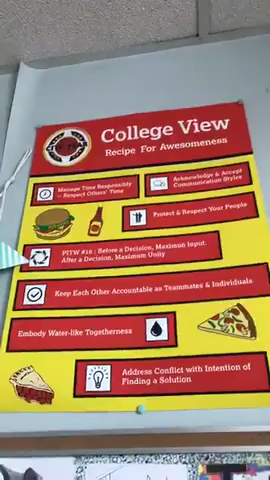 College View
Recipe For Awesomeness
Manage Time Responsibly
– Respect Others' Time
Acknowledge & Accept
Communication Styles
Protect & Respect Your People
PITW #16 : Before a Decision, Maximum Input.
After a Decision, Maximum Unity
Keep Each Other Accountable as Teammates & Individuals
Embody Water-like Togetherness
Address Conflict with Intention of
Finding a Solution